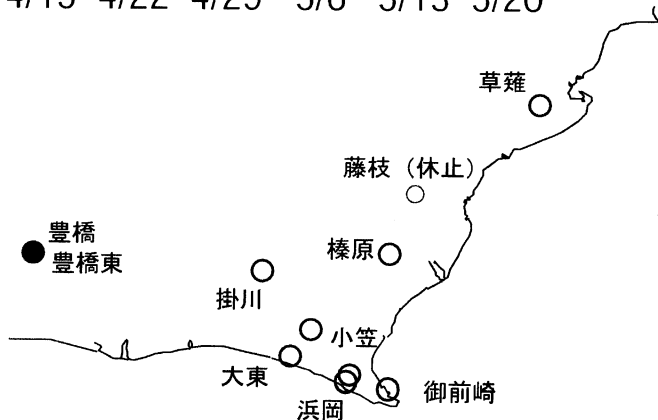 4/15 4/22 4/29 5/6 5/13 5/20
草薙
藤枝（休止）
豊橋
豊橋東
榛原
掛川
小笠
大東
御前崎
浜岡